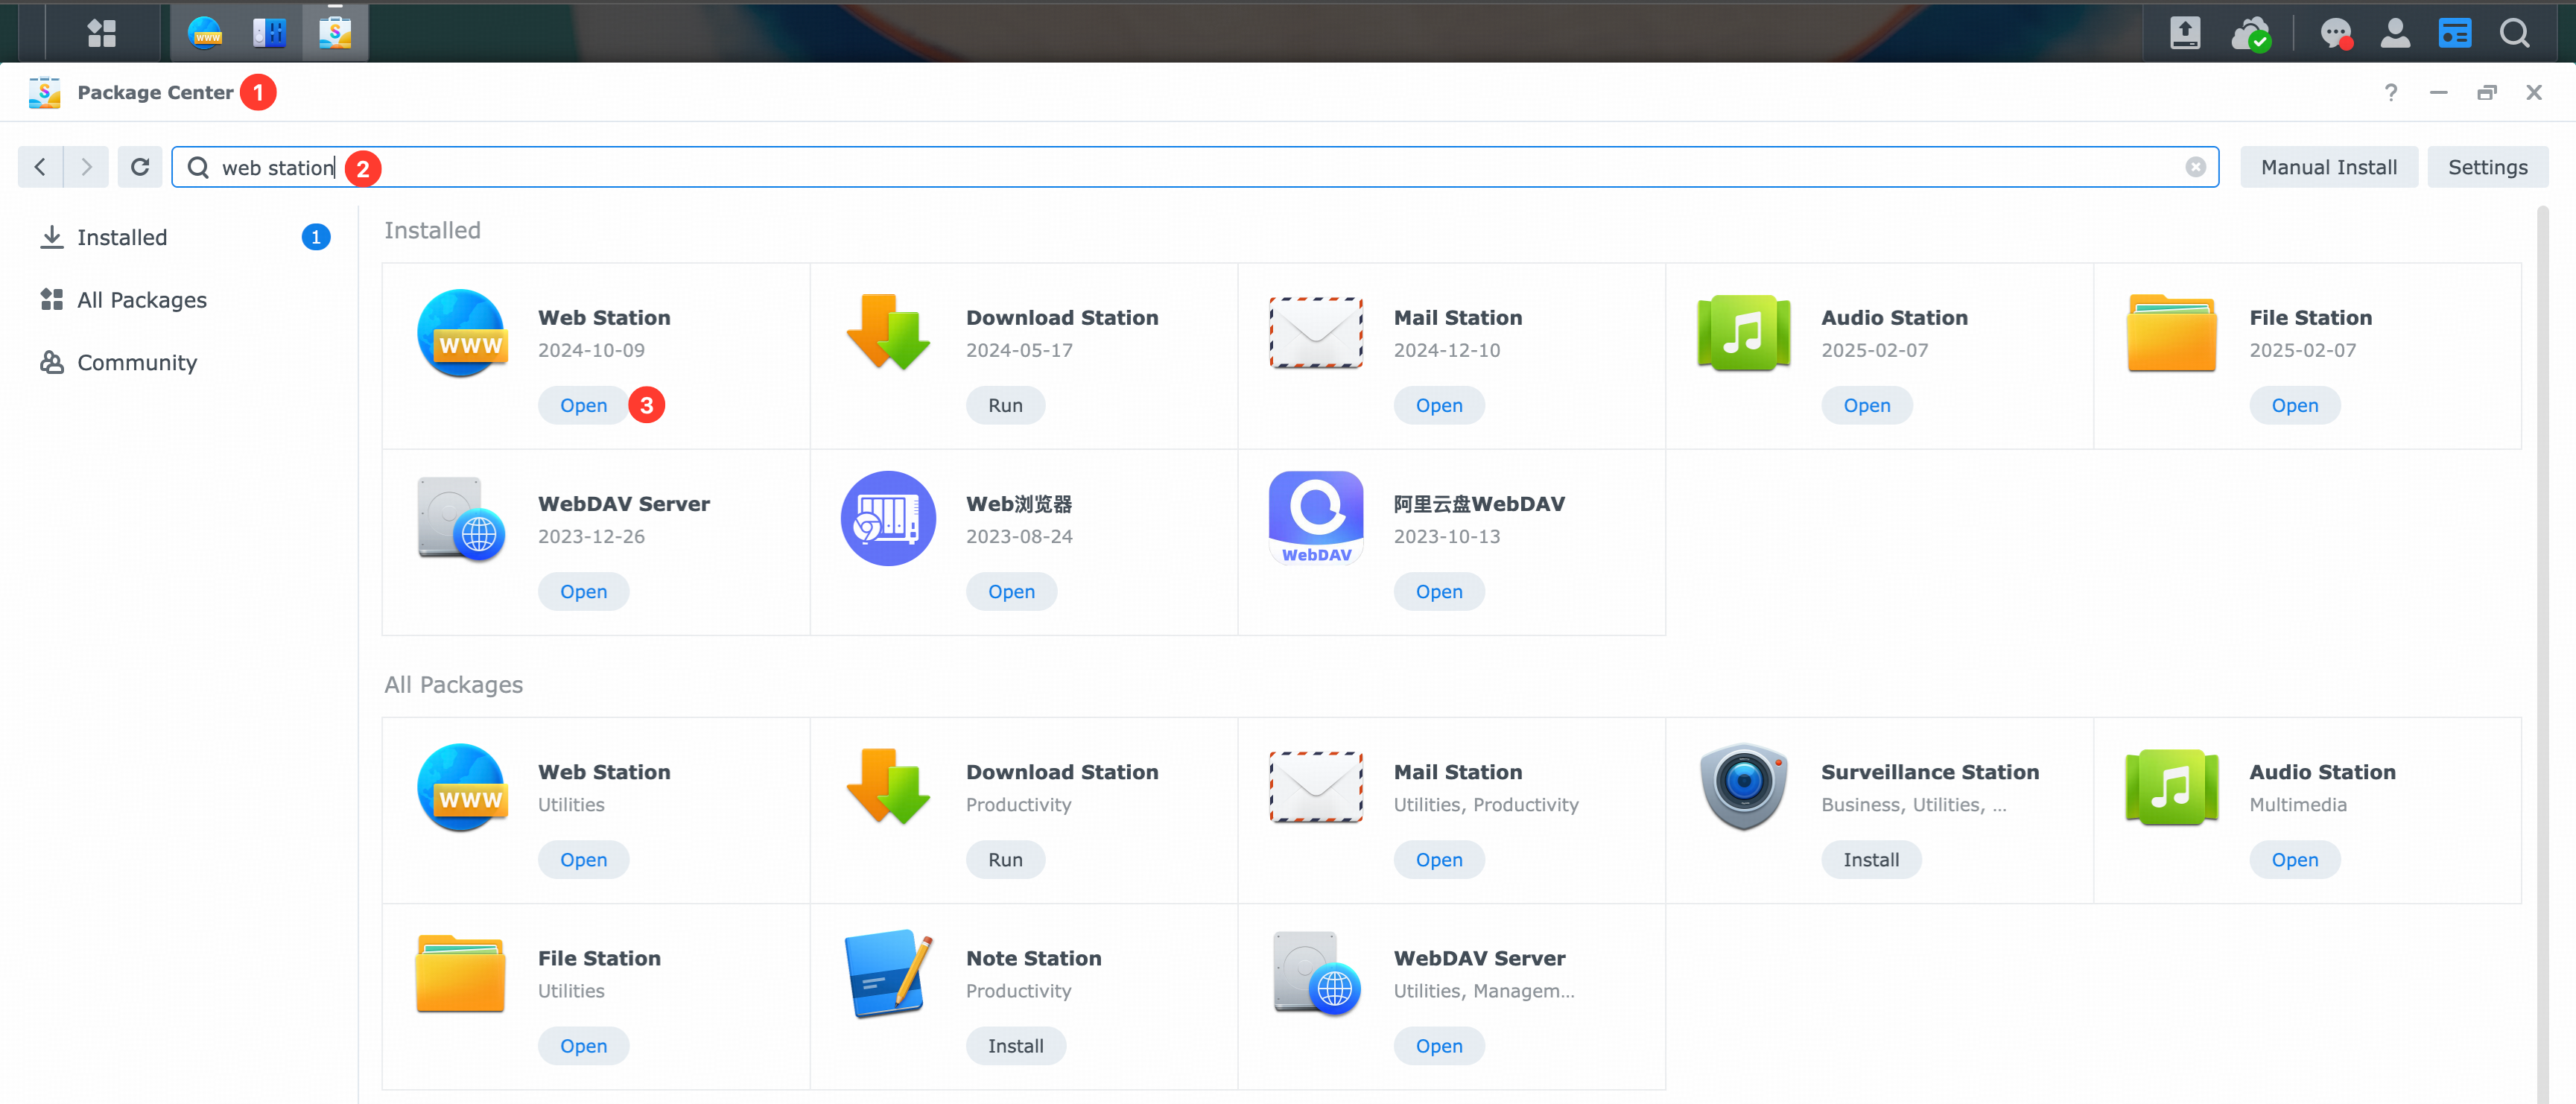 Package Center 1
web station 2
Manual Install
Settings
Installed 1
All Packages
Community
Installed
WWW
Web Station
2024-10-09
Open 3
Download Station
2024-05-17
Run
Mail Station
2024-12-10
Open
Audio Station
2025-02-07
Open
File Station
2025-02-07
Open
WebDAV Server
2023-12-26
Open
Web浏览器
2023-08-24
Open
WebDAV
阿里云盘WebDAV
2023-10-13
Open
All Packages
WWW
Web Station
Utilities
Open
Download Station
Productivity
Run
Mail Station
Utilities, Productivity
Open
Surveillance Station
Business, Utilities, ...
Install
Audio Station
Multimedia
Open
File Station
Utilities
Open
Note Station
Productivity
Install
WebDAV Server
Utilities, Managem...
Open